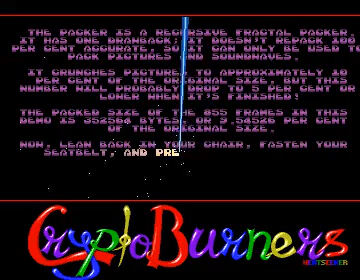 THE PACKER IS A RECURSIVE FRACTAL PACKER.
IT HAS ONE DRAWBACK; IT DOESN'T REPACK 100
PER CENT ACCURATE, SO IT CAN ONLY BE USED TO
PACK PICTURES AND SOUNDWAVES.
IT CRUNCHES PICTURES TO APPROXIMATELY 10
PER CENT OF THE ORIGINAL SIZE, BUT THIS
NUMBER WILL PROBABLY DROP TO 5 PER CENT OR
LOWER WHEN IT'S FINISHED!
THE PACKED SIZE OF THE 855 FRAMES IN THIS
DEMO IS 352564 BYTES, OR 9.54526 PER CENT
OF THE ORIGINAL SIZE.
NOW, LEAN BACK IN YOUR CHAIR, FASTEN YOUR
SEATBELT, AND PRE
CryptoBurners